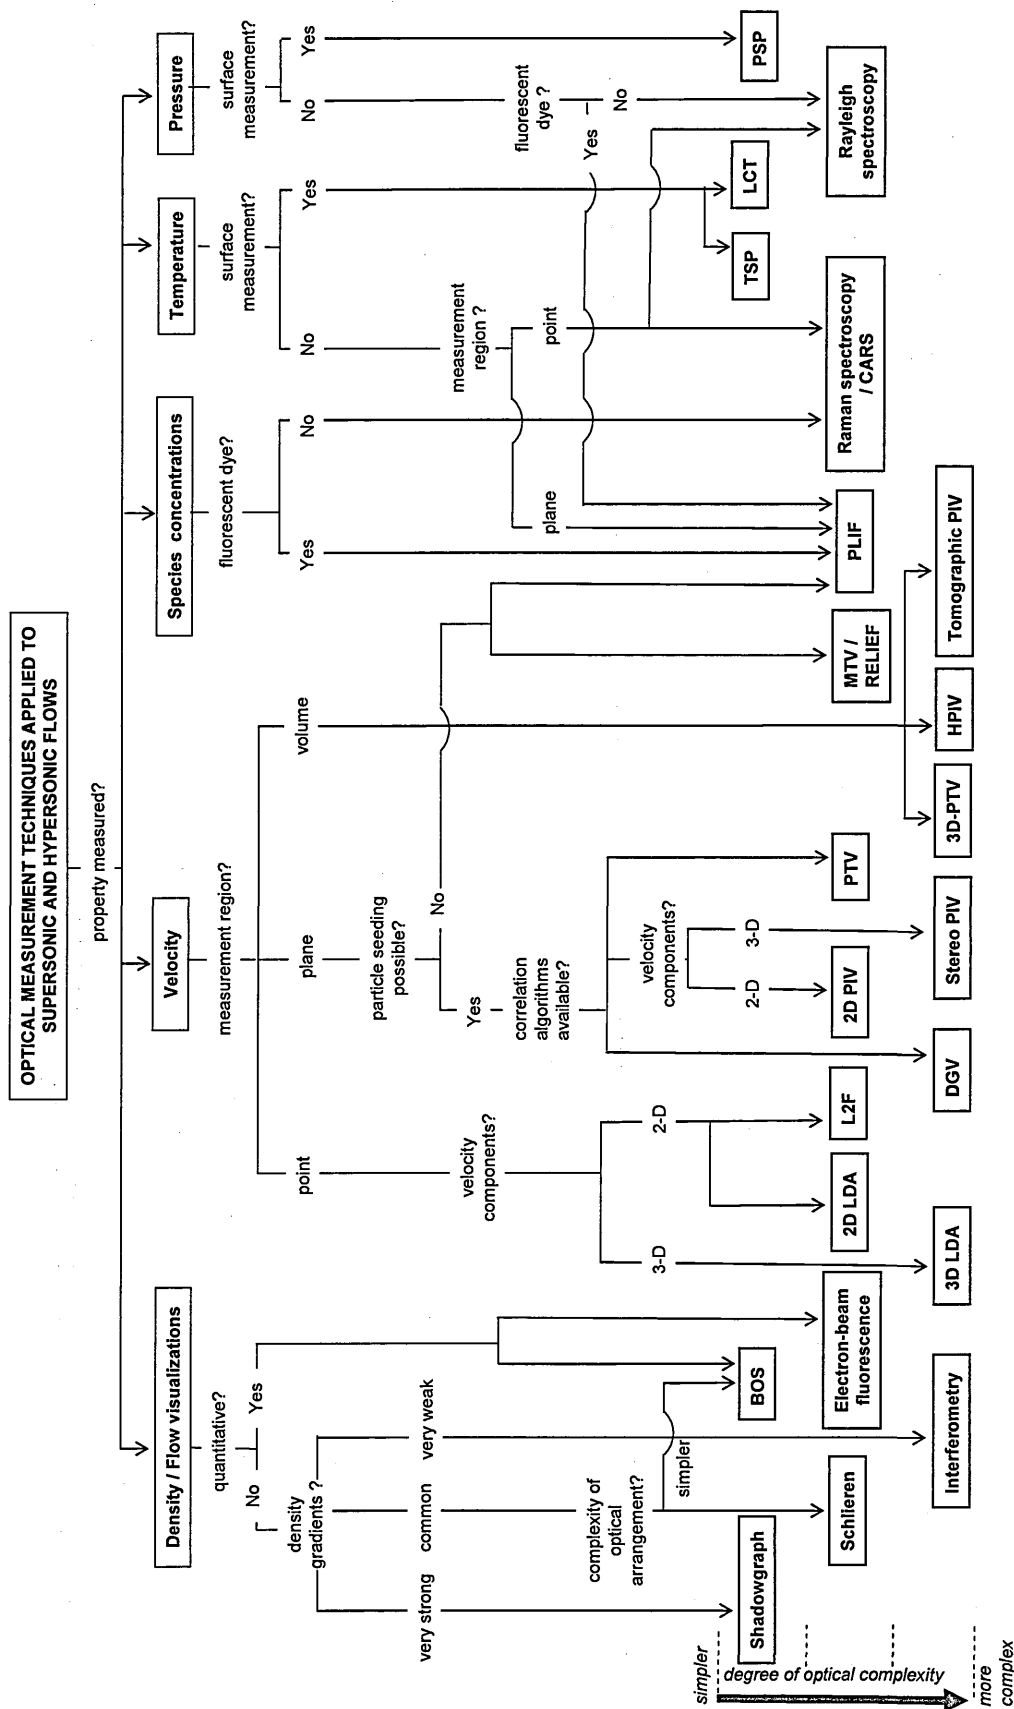 OPTICAL MEASUREMENT TECHNIQUES APPLIED TO
SUPERSONIC AND HYPERSONIC FLOWS
property measured?
Density / Flow visualizations
Velocity
Species concentrations
Temperature
Pressure
quantitative?
measurement region?
fluorescent dye?
surface
measurement?
surface
measurement?
No
Yes
point
plane
volume
Yes
No
No
Yes
No
Yes
density
gradients ?
particle seeding
possible?
measurement
region ?
fluorescent
dye ?
very strong
common
very weak
No
Yes
velocity
components?
correlation
algorithms
available?
plane
point
Yes
No
complexity of
optical
arrangement?
simpler
3-D
2-D
velocity
components?
2-D
3-D
simpler
degree of optical complexity
more
complex
Shadowgraph
BOS
TSP
LCT
PSP
Schlieren
Electron-beam
fluorescence
2D LDA
L2F
2D PIV
PTV
MTV /
RELIEF
PLIF
Raman spectroscopy
/ CARS
Rayleigh
spectroscopy
Interferometry
3D LDA
DGV
Stereo PIV
3D-PTV
HPIV
Tomographic PIV